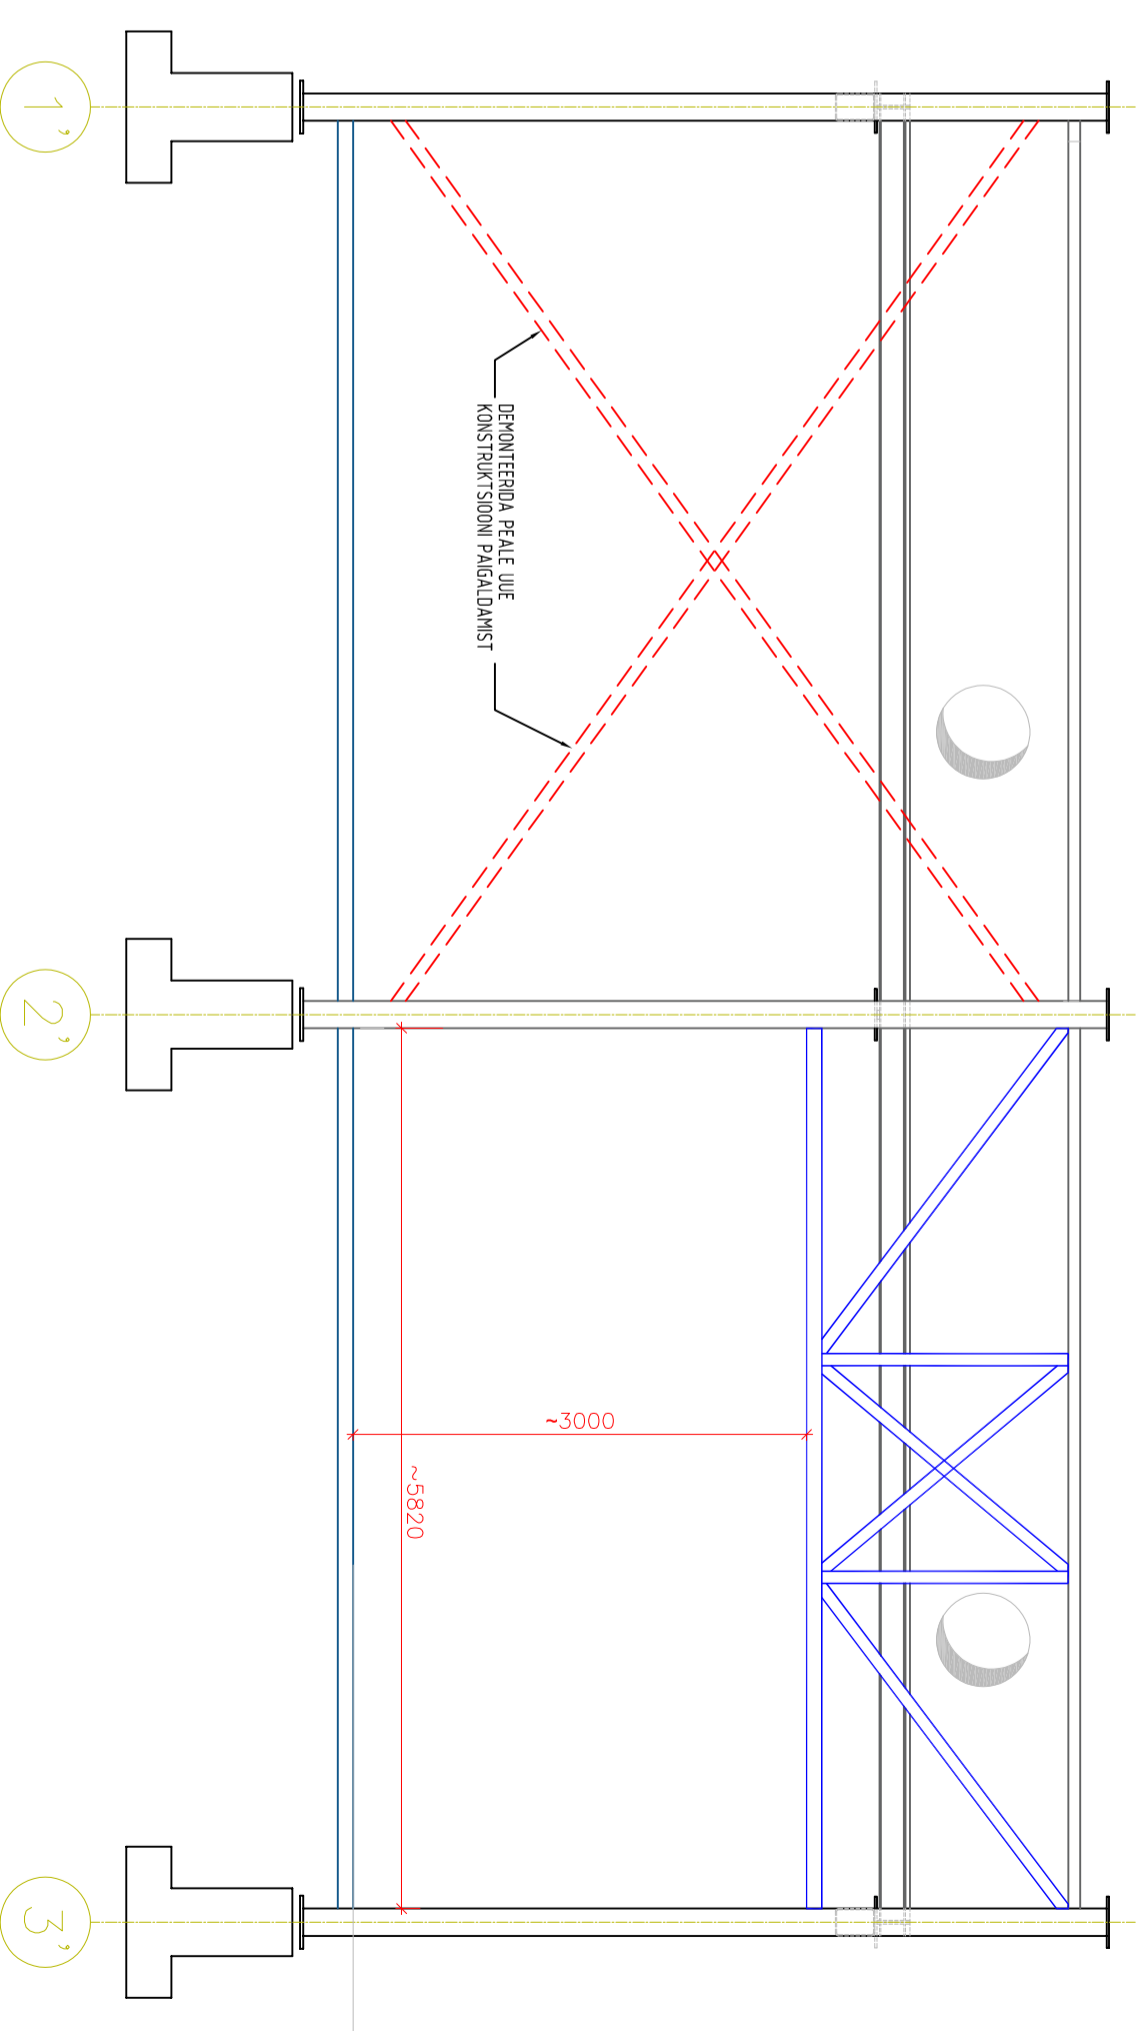 1'
DEMONTEERIDA PEALE UUE
KONSTRUKTSIOONI PAIGALDAMIST
2'
~3000
~5820
3'